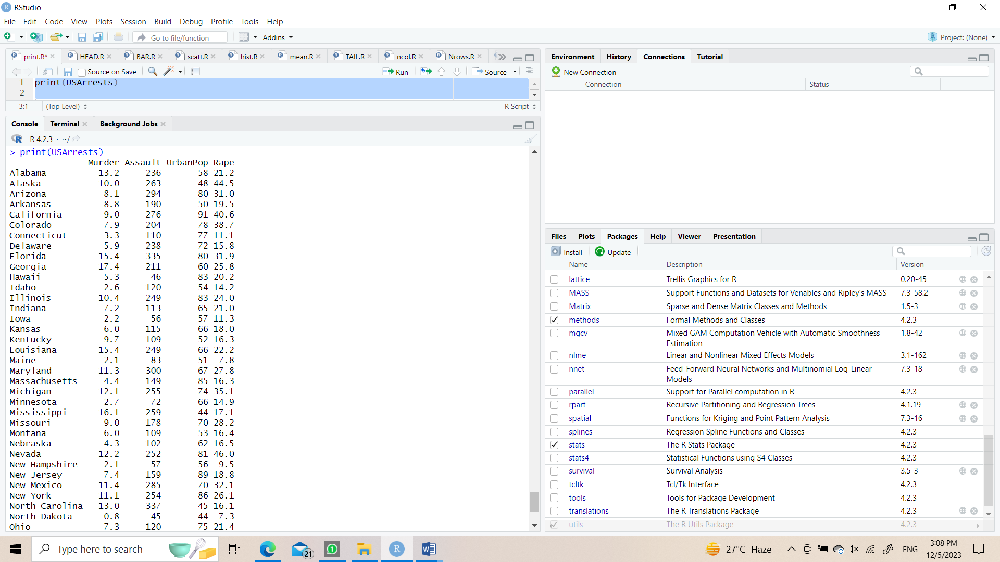 RStudio
File Edit Code View Plots Session Build Debug Profile Tools Help
Go to file/function Addins Project: (None)
print.R* HEAD.R BAR.R scatt.R hist.R mean.R TAIL.R ncol.R Nrows.R
Source on Save Run Source
1 print(USArrests)
2
3:1 (Top Level) R Script
Console Terminal Background Jobs
R 4.2.3 · ~/
> print(USArrests)
Murder Assault UrbanPop Rape
Alabama 13.2 236 58 21.2
Alaska 10.0 263 48 44.5
Arizona 8.1 294 80 31.0
Arkansas 8.8 190 50 19.5
California 9.0 276 91 40.6
Colorado 7.9 204 78 38.7
Connecticut 3.3 110 77 11.1
Delaware 5.9 238 72 15.8
Florida 15.4 335 80 31.9
Georgia 17.4 211 60 25.8
Hawaii 5.3 46 83 20.2
Idaho 2.6 120 54 14.2
Illinois 10.4 249 83 24.0
Indiana 7.2 113 65 21.0
Iowa 2.2 56 57 11.3
Kansas 6.0 115 66 18.0
Kentucky 9.7 109 52 16.3
Louisiana 15.4 249 66 22.2
Maine 2.1 83 51 7.8
Maryland 11.3 300 67 27.8
Massachusetts 4.4 149 85 16.3
Michigan 12.1 255 74 35.1
Minnesota 2.7 72 66 14.9
Mississippi 16.1 259 44 17.1
Missouri 9.0 178 70 28.2
Montana 6.0 109 53 16.4
Nebraska 4.3 102 62 16.5
Nevada 12.2 252 81 46.0
New Hampshire 2.1 57 56 9.5
New Jersey 7.4 159 89 18.8
New Mexico 11.4 285 70 32.1
New York 11.1 254 86 26.1
North Carolina 13.0 337 45 16.1
North Dakota 0.8 45 44 7.3
Ohio 7.3 120 75 21.4
Environment History Connections Tutorial
New Connection
Connection Status
Files Plots Packages Help Viewer Presentation
Install Update
Name Description Version
lattice Trellis Graphics for R 0.20-45
MASS Support Functions and Datasets for Venables and Ripley's MASS 7.3-58.2
Matrix Sparse and Dense Matrix Classes and Methods 1.5-3
methods Formal Methods and Classes 4.2.3
mgcv Mixed GAM Computation Vehicle with Automatic Smoothness 1.8-42
Estimation
nlme Linear and Nonlinear Mixed Effects Models 3.1-162
nnet Feed-Forward Neural Networks and Multinomial Log-Linear 7.3-18
Models
parallel Support for Parallel computation in R 4.2.3
rpart Recursive Partitioning and Regression Trees 4.1.19
spatial Functions for Kriging and Point Pattern Analysis 7.3-16
splines Regression Spline Functions and Classes 4.2.3
stats The R Stats Package 4.2.3
stats4 Statistical Functions using S4 Classes 4.2.3
survival Survival Analysis 3.5-3
tcltk Tcl/Tk Interface 4.2.3
tools Tools for Package Development 4.2.3
translations The R Translations Package 4.2.3
utils The R Utils Package 4.2.3
Type here to search 21 1 27°C Haze ENG 3:08 PM
12/5/2023